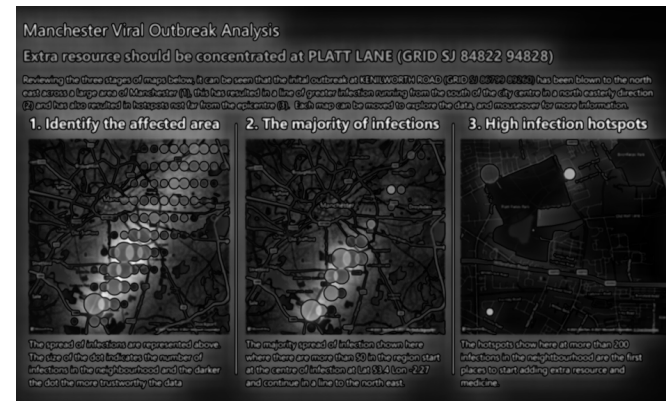 Manchester Viral Outbreak Analysis
Extra resource should be concentrated at PLATT LANE (GRID SJ 84822 94828)
Reviewing the three stages of maps below, it can be seen that the inital outbreak at KENILWORTH ROAD (GRID SJ has been blown to the north
east across a large area of Manchester (1), this has resulted in a line of greater infection running from the south of the city centre in a north easterly direction
(2) and has also resulted in hotspots not far from the epicentre (3). Each map can be moved to explore the data, and mouseover for more information.
1. Identify the affected area
2. The majority of infections
3. High infection hotspots
The spread of infections are represented above.
The size of the dot indicates the number of
infections in the neighbourhood and the darker
the dot the more trustworthy the data
The majority spread of infection shown here
where there are more than 50 in the region start
at the centre of infection at Lat 53.4 Lon -2.27
and continue in a line to the north east.
The hotspots show here at more than 200
infections in the neighbourhood are the first
places to start adding extra resource and
medicine.